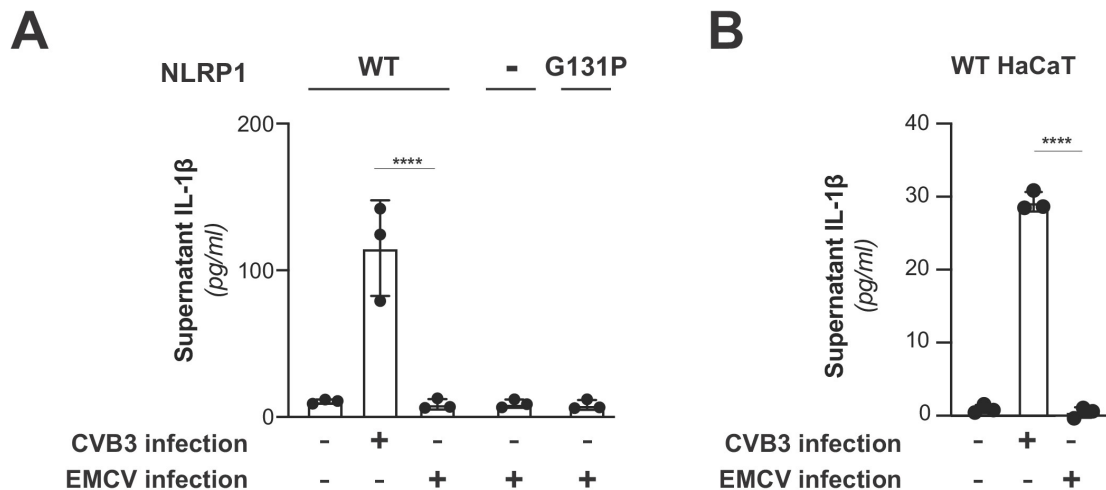 A
NLRP1 WT - G131P
Supernatant IL-1β
(pg/ml)
200
100
0
****
CVB3 infection - + - - -
EMCV infection - - + + +
B
WT HaCaT
Supernatant IL-1β
(pg/ml)
40
30
20
10
0
****
CVB3 infection - + -
EMCV infection - - +